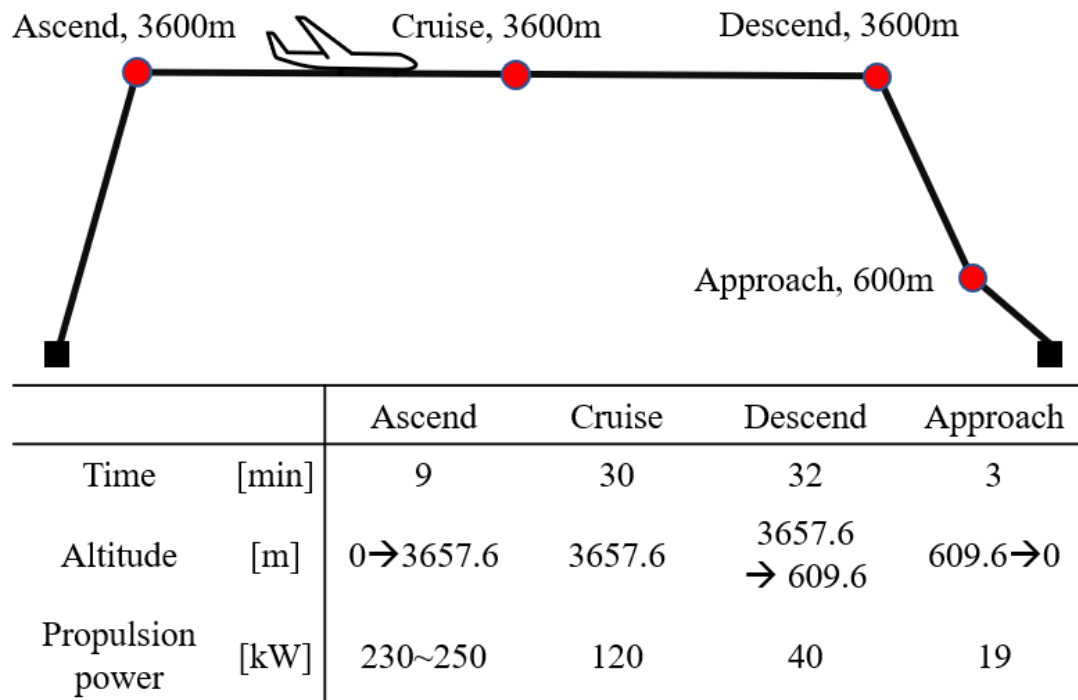 Ascend, 3600m Cruise, 3600m Descend, 3600m
Approach, 600m
Ascend Cruise Descend Approach
Time [min] 9 30 32 3
Altitude [m] 0→3657.6 3657.6 3657.6 → 609.6 609.6→0
Propulsion power [kW] 230~250 120 40 19